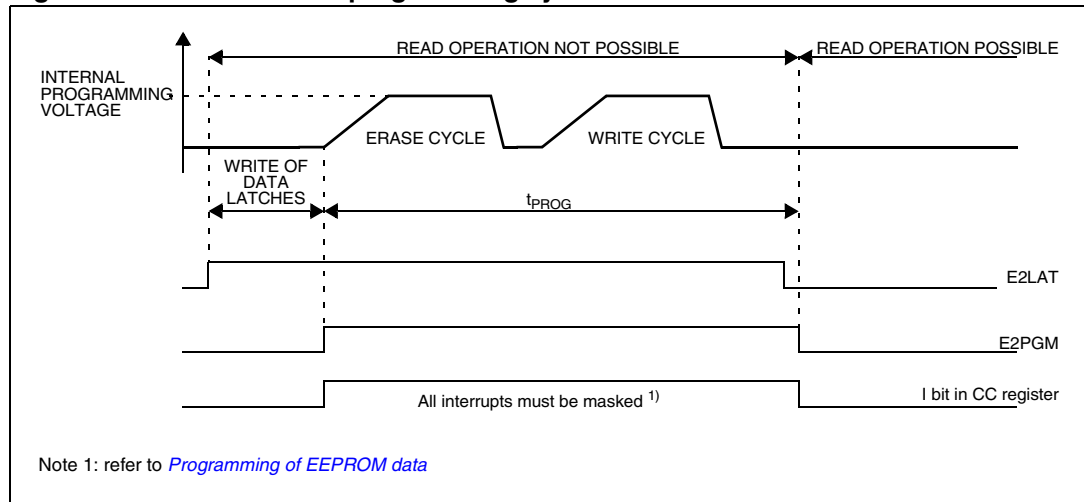 READ OPERATION NOT POSSIBLE
READ OPERATION POSSIBLE
INTERNAL
PROGRAMMING
VOLTAGE
ERASE CYCLE
WRITE CYCLE
WRITE OF
DATA
LATCHES
tPROG
E2LAT
E2PGM
All interrupts must be masked 1)
I bit in CC register
Note 1: refer to Programming of EEPROM data